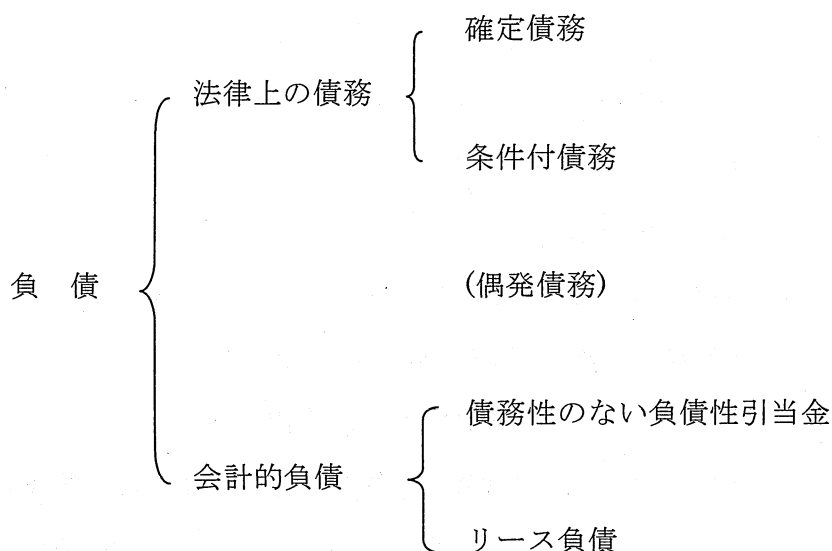 確定債務
法律上の債務
条件付債務
負 債
(偶発債務)
債務性のない負債性引当金
会計的負債
リース負債